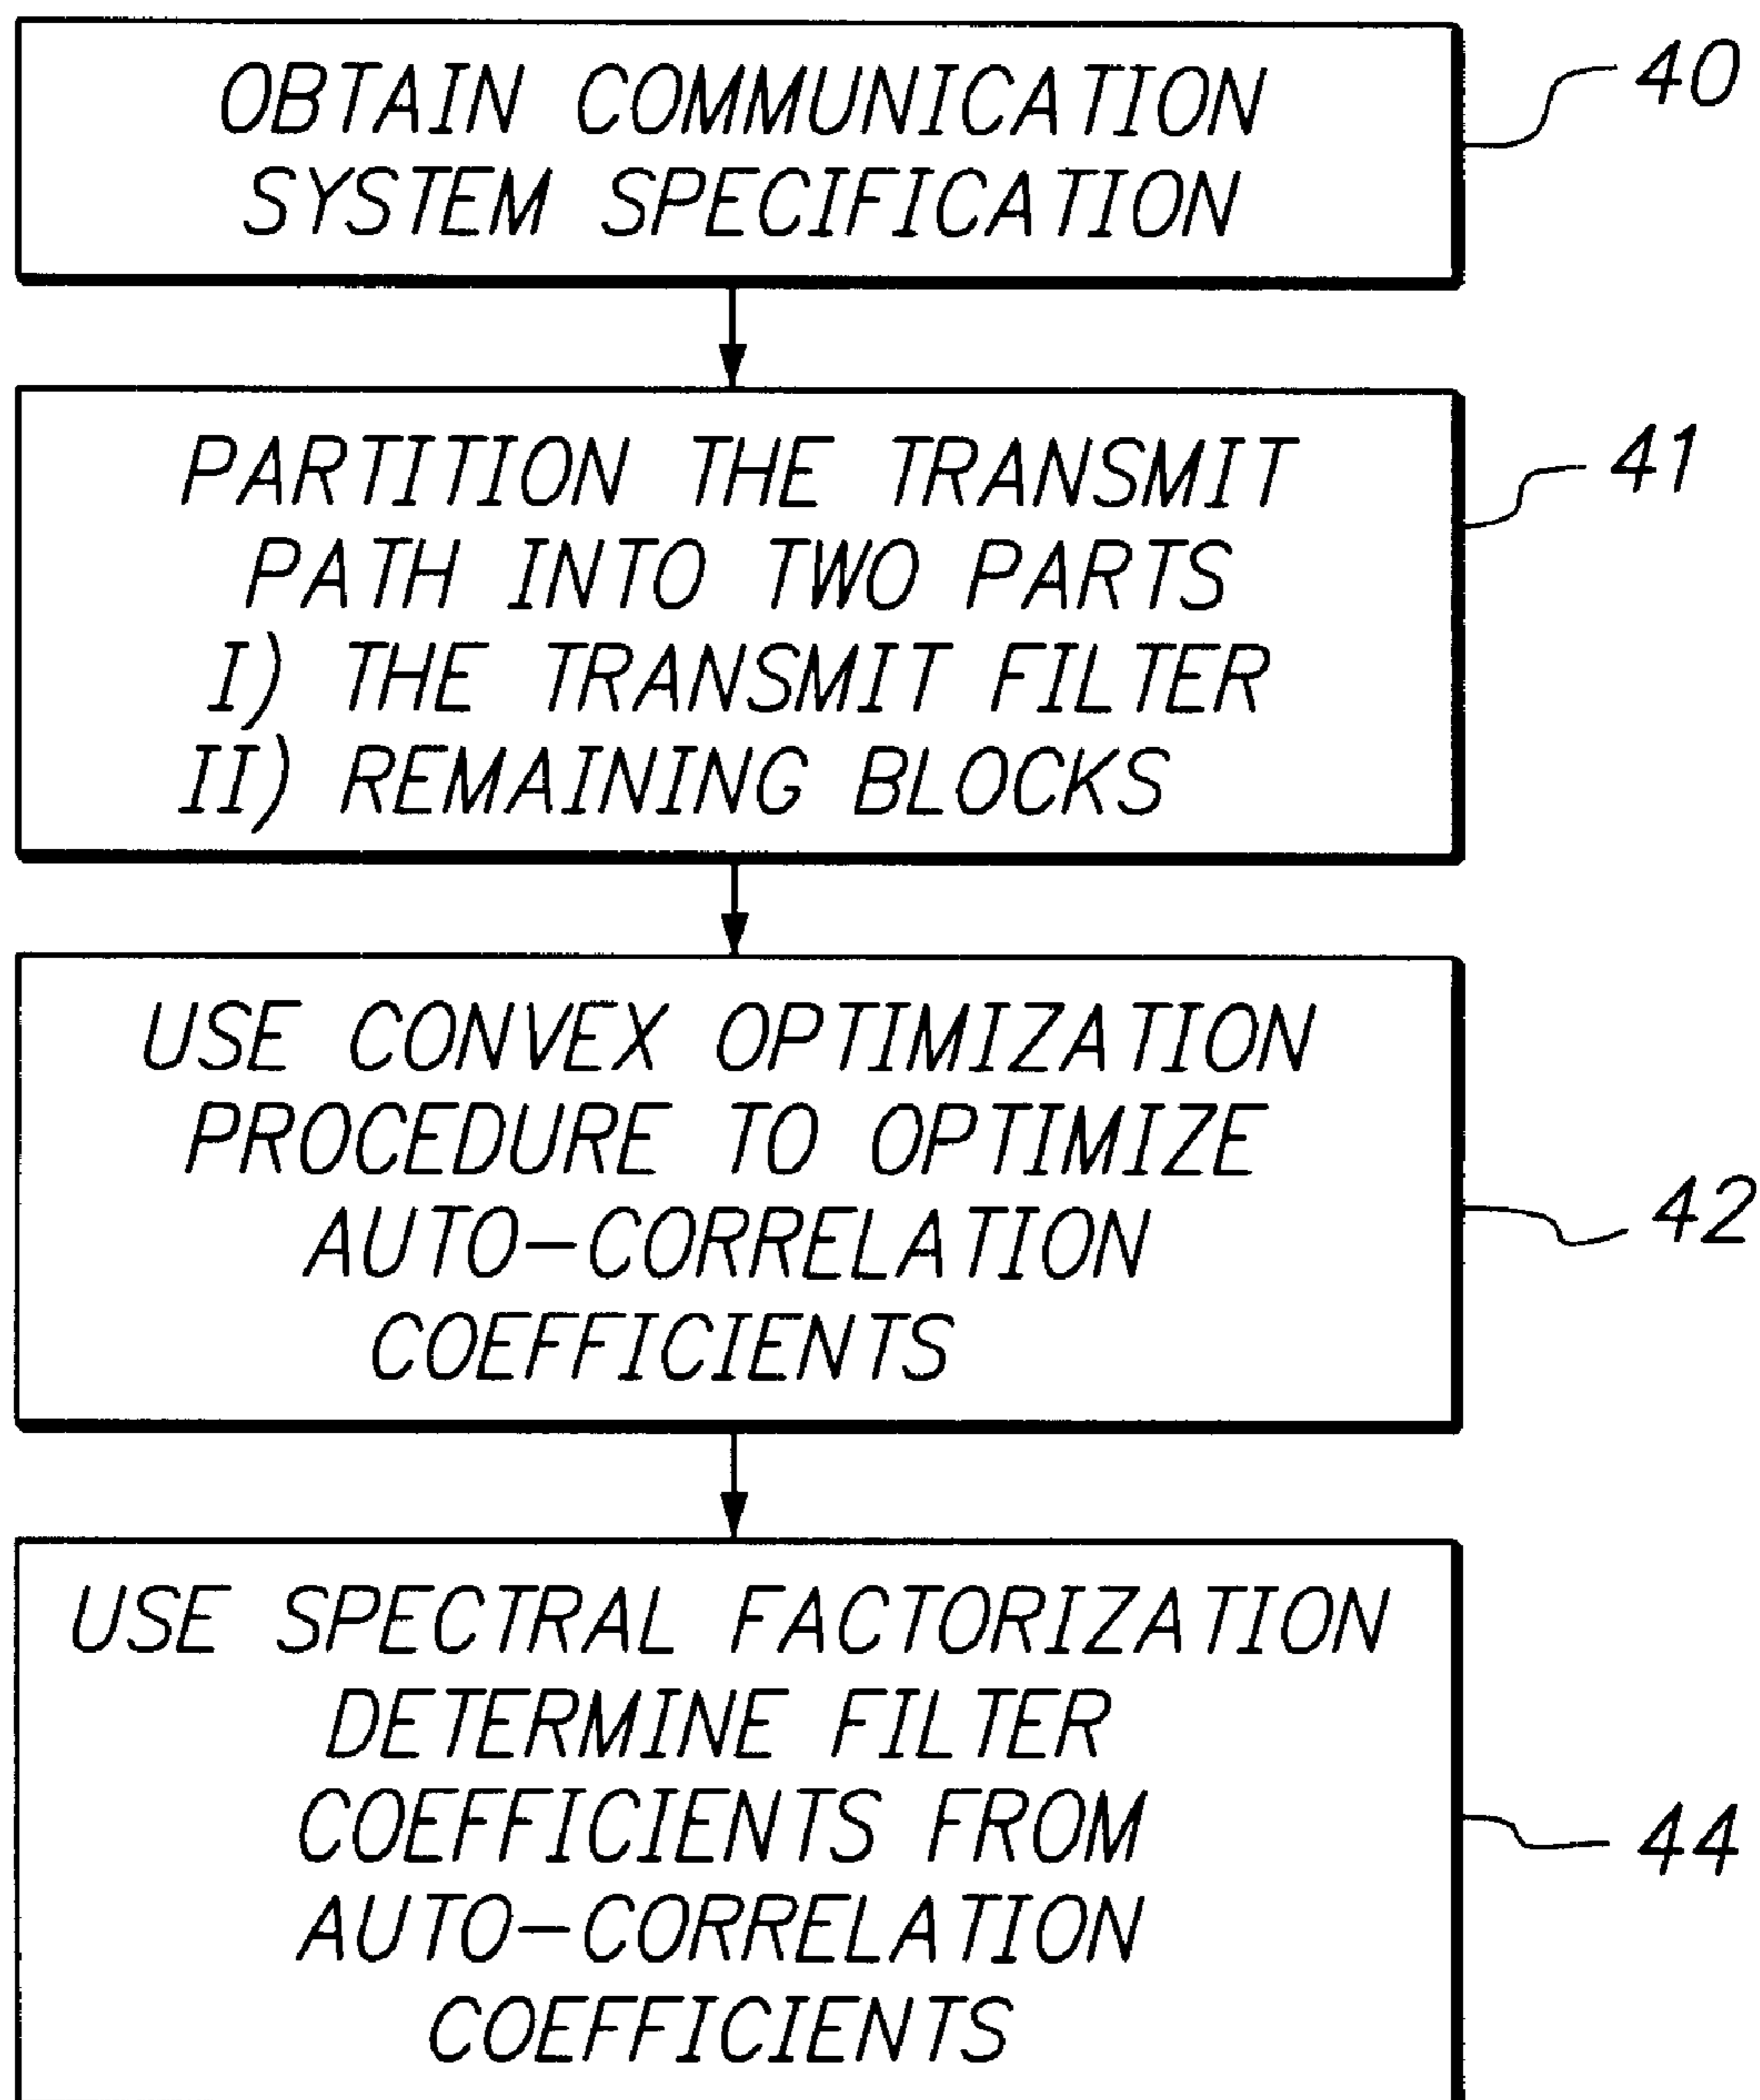 OBTAIN COMMUNICATION
SYSTEM SPECIFICATION
40
PARTITION THE TRANSMIT
PATH INTO TWO PARTS
I) THE TRANSMIT FILTER
II) REMAINING BLOCKS
41
USE CONVEX OPTIMIZATION
PROCEDURE TO OPTIMIZE
AUTO-CORRELATION
COEFFICIENTS
42
USE SPECTRAL FACTORIZATION
DETERMINE FILTER
COEFFICIENTS FROM
AUTO-CORRELATION
COEFFICIENTS
44